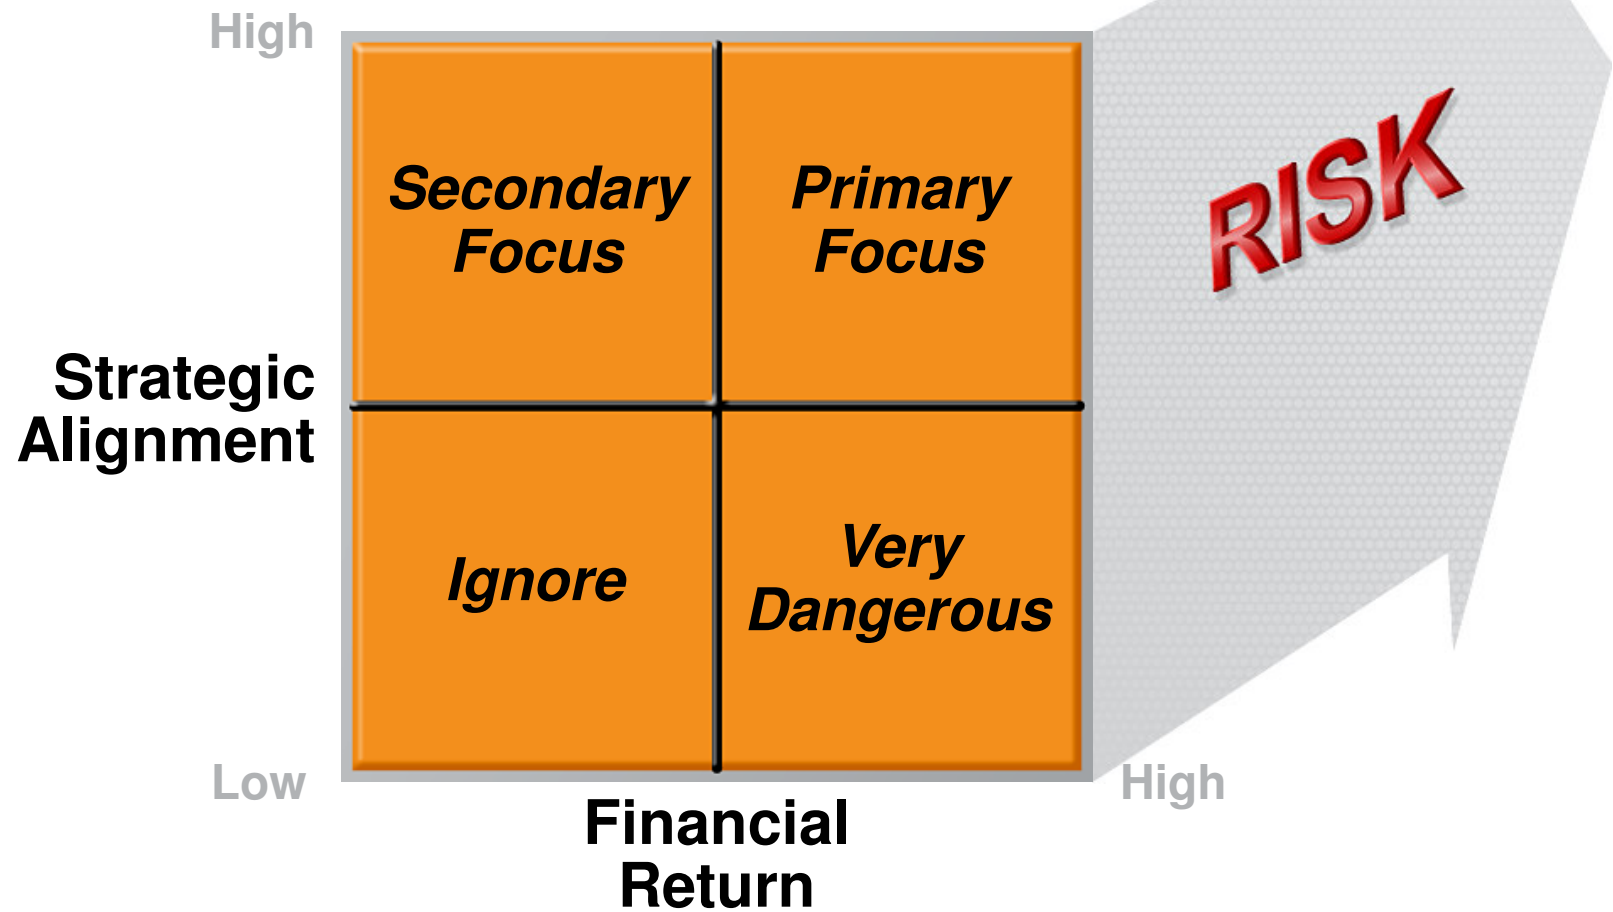 High
Secondary
Focus
Primary
Focus
RISK
Strategic
Alignment
Ignore
Very
Dangerous
Low
High
Financial
Return